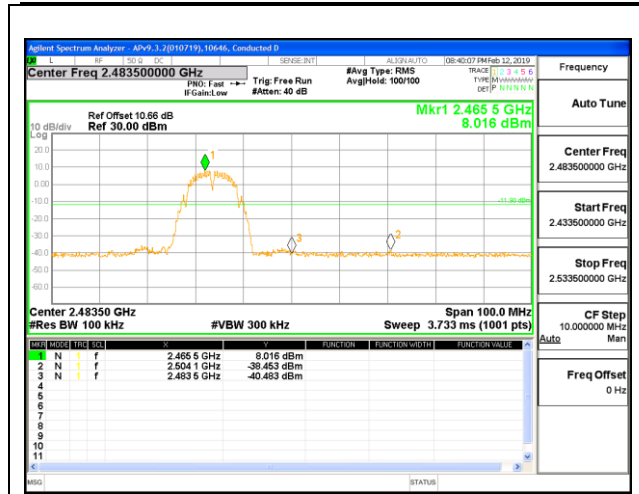 Agilent Spectrum Analyzer - APv9.3.2(010719),10646, Conducted D
L RF 50 Ω DC SENSE:INT ALIGNAUTO 08:40:07 PM Feb 12, 2019
Center Freq 2.483500000 GHz
PNO: Fast
IFGain:Low
Trig: Free Run
#Atten: 40 dB
#Avg Type: RMS
Avg|Hold: 100/100
TRACE 1 2 3 4 5 6
TYPE M
DET P N N N N N
Frequency
Ref Offset 10.66 dB
10 dB/div Ref 30.00 dBm
Log
Mkr1 2.465 5 GHz
8.016 dBm
20.0
10.0
0.00
-10.0
-20.0
-30.0
-40.0
-50.0
-60.0
1
2
3
-11.80 dBm
Center 2.48350 GHz Span 100.0 MHz
#Res BW 100 kHz #VBW 300 kHz Sweep 3.733 ms (1001 pts)
MKR MODE TRC SCL X Y FUNCTION FUNCTION WIDTH FUNCTION VALUE
1 N 1 f 2.465 5 GHz 8.016 dBm
2 N 1 f 2.504 1 GHz -38.453 dBm
3 N 1 f 2.483 5 GHz -40.483 dBm
4
5
6
7
8
9
10
11
MSG STATUS
Auto Tune
Center Freq
2.483500000 GHz
Start Freq
2.433500000 GHz
Stop Freq
2.533500000 GHz
CF Step
10.000000 MHz
Auto Man
Freq Offset
0 Hz